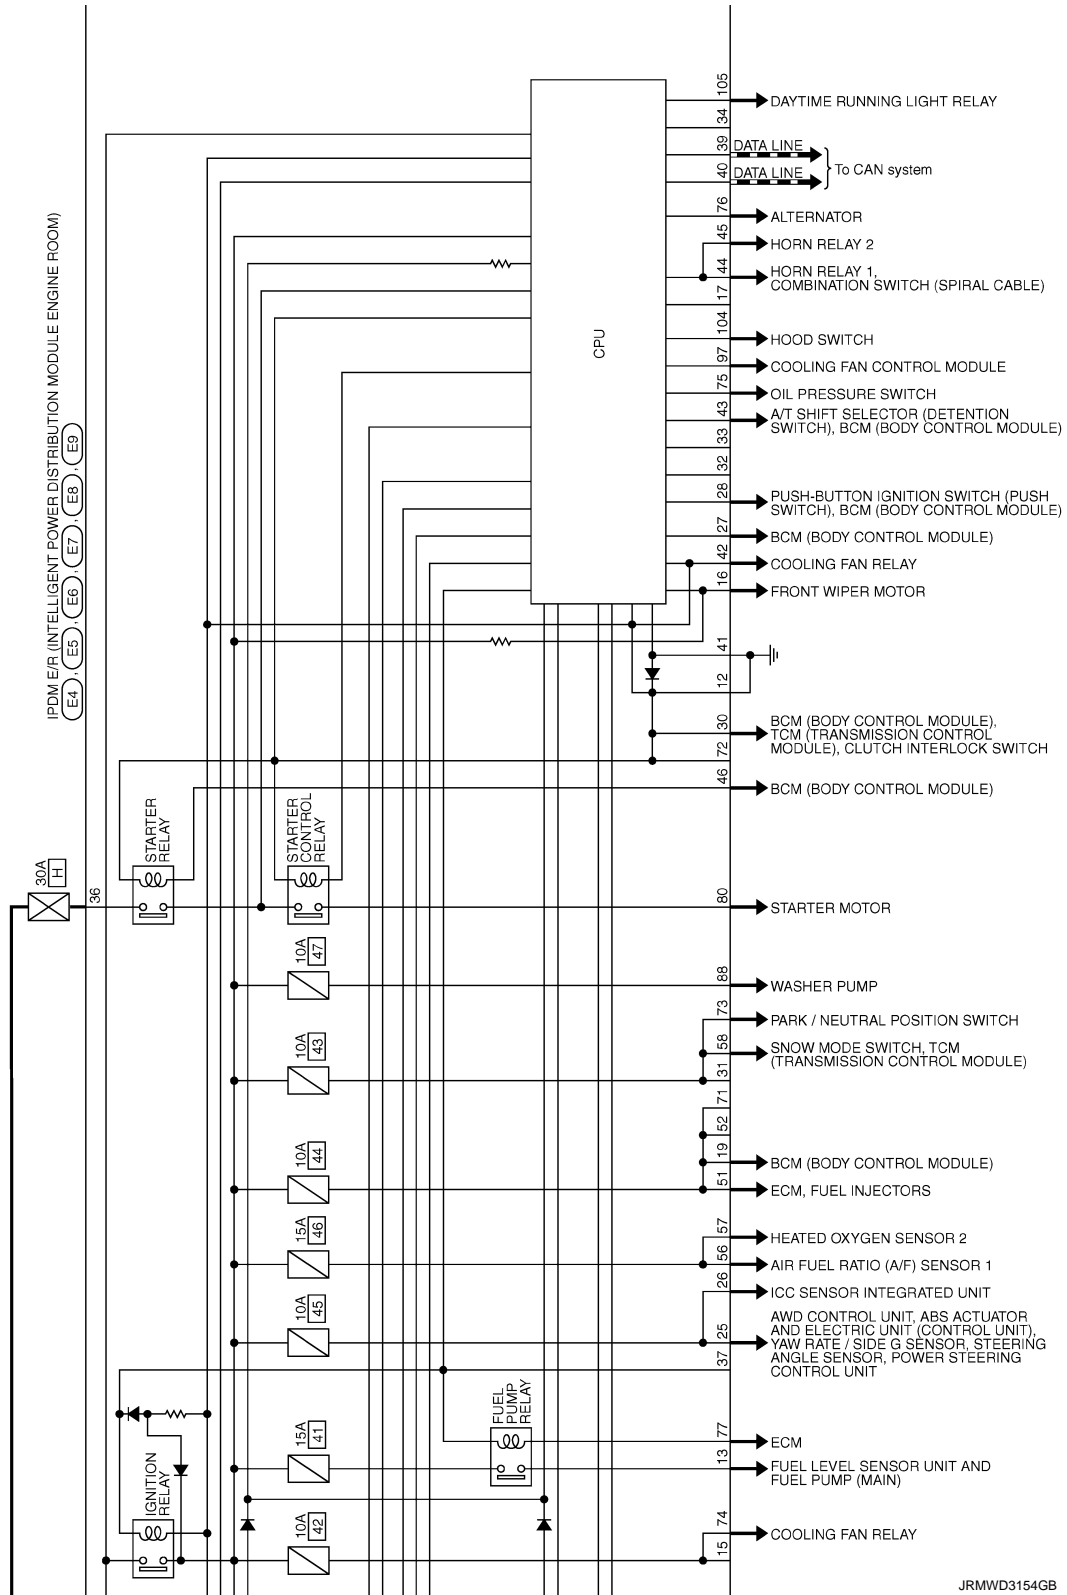 105
DAYTIME RUNNING LIGHT RELAY
34
39
DATA LINE
40
DATA LINE
To CAN system
76
ALTERNATOR
45
HORN RELAY 2
44
HORN RELAY 1,
COMBINATION SWITCH (SPIRAL CABLE)
17
104
HOOD SWITCH
CPU
97
COOLING FAN CONTROL MODULE
75
OIL PRESSURE SWITCH
43
A/T SHIFT SELECTOR (DETENTION
SWITCH), BCM (BODY CONTROL MODULE)
33
32
28
PUSH-BUTTON IGNITION SWITCH (PUSH
SWITCH), BCM (BODY CONTROL MODULE)
27
BCM (BODY CONTROL MODULE)
42
COOLING FAN RELAY
16
FRONT WIPER MOTOR
IPDM E/R (INTELLIGENT POWER DISTRIBUTION MODULE ENGINE ROOM)
E4 , E5 , E6 , E7 , E8 , E9
41
12
30
BCM (BODY CONTROL MODULE),
TCM (TRANSMISSION CONTROL
MODULE), CLUTCH INTERLOCK SWITCH
72
46
BCM (BODY CONTROL MODULE)
STARTER
RELAY
STARTER
CONTROL
RELAY
30A
H
36
80
STARTER MOTOR
10A
47
88
WASHER PUMP
73
PARK / NEUTRAL POSITION SWITCH
10A
43
58
SNOW MODE SWITCH, TCM
(TRANSMISSION CONTROL MODULE)
31
71
52
19
BCM (BODY CONTROL MODULE)
10A
44
51
ECM, FUEL INJECTORS
57
HEATED OXYGEN SENSOR 2
15A
46
56
AIR FUEL RATIO (A/F) SENSOR 1
26
ICC SENSOR INTEGRATED UNIT
10A
45
25
AWD CONTROL UNIT, ABS ACTUATOR
AND ELECTRIC UNIT (CONTROL UNIT),
YAW RATE / SIDE G SENSOR, STEERING
ANGLE SENSOR, POWER STEERING
CONTROL UNIT
37
FUEL
PUMP
RELAY
77
ECM
15A
41
13
FUEL LEVEL SENSOR UNIT AND
FUEL PUMP (MAIN)
IGNITION
RELAY
10A
42
74
COOLING FAN RELAY
15
JRMWD3154GB